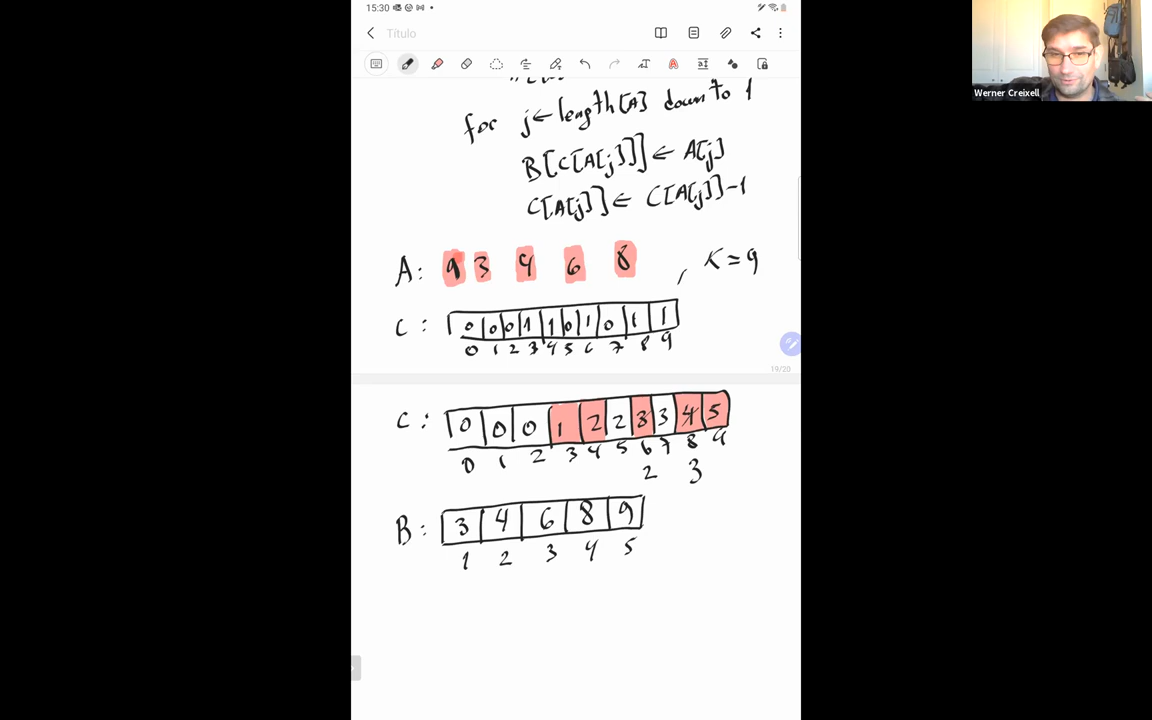 15:30
Título
Werner Creixell
for j ← length[A] down to 1
B[C[A[j]]] ← A[j]
C[A[j]] ← C[A[j]] - 1
A: 9 3 4 6 8 , K = 9
C: 0 0 0 1 1 0 1 0 1 1
0 1 2 3 4 5 6 7 8 9
19/20
C: 0 0 0 1 2 2 3 3 4 5
0 1 2 3 4 5 6 7 8 9
2 3
B: 3 4 6 8 9
1 2 3 4 5